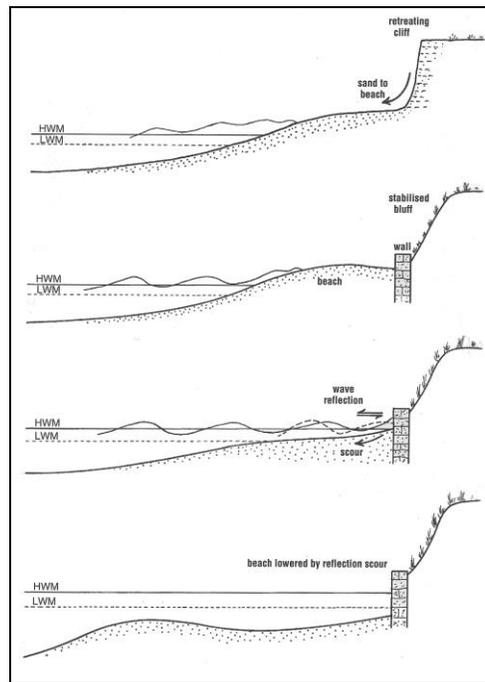 retreating
cliff
sand to
beach
HWM
LWM
stabilised
bluff
wall
HWM
LWM
beach
wave
reflection
HWM
LWM
scour
beach lowered by reflection scour
HWM
LWM